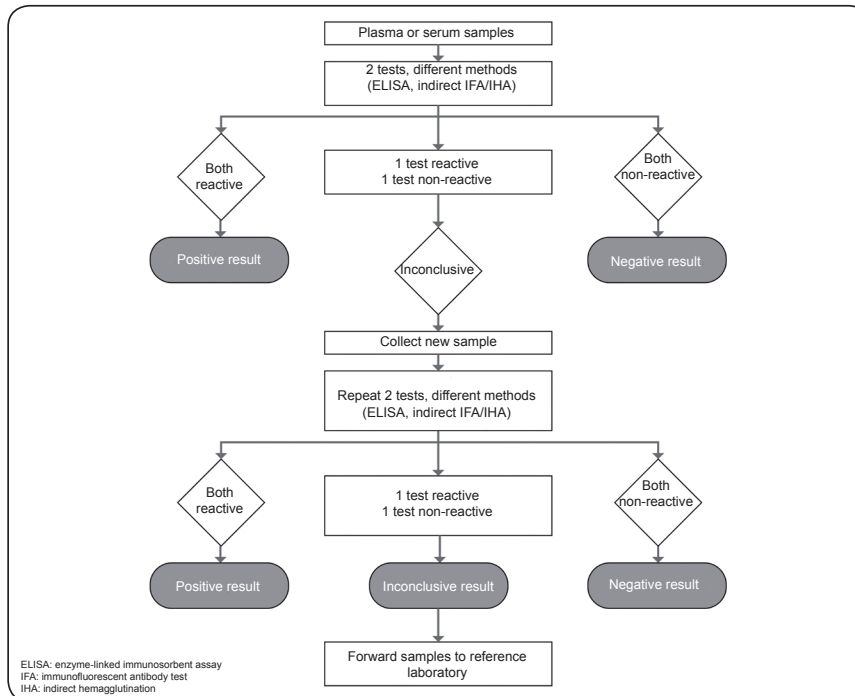 Plasma or serum samples
2 tests, different methods
(ELISA, indirect IFA/IHA)
Both
reactive
1 test reactive
1 test non-reactive
Both
non-reactive
Positive result
Inconclusive
Negative result
Collect new sample
Repeat 2 tests, different methods
(ELISA, indirect IFA/IHA)
Both
reactive
1 test reactive
1 test non-reactive
Both
non-reactive
Positive result
Inconclusive result
Negative result
Forward samples to reference
laboratory
ELISA: enzyme-linked immunosorbent assay
IFA: immunofluorescent antibody test
IHA: indirect hemagglutination